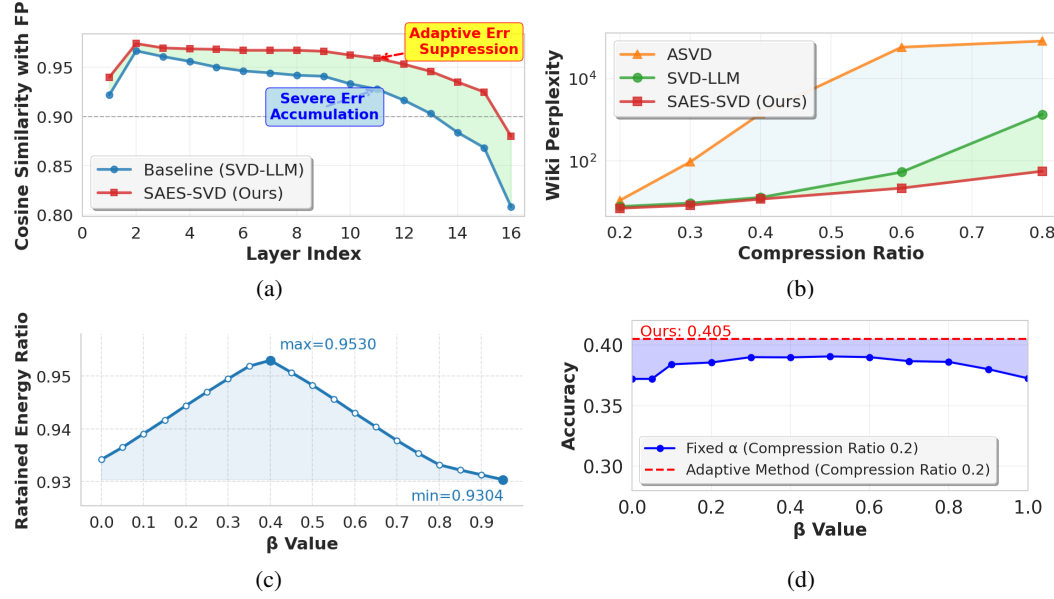 Cosine Similarity with FP
0.95
0.90
0.85
0.80
Adaptive Err
Suppression
Severe Err
Accumulation
Baseline (SVD-LLM)
SAES-SVD (Ours)
0 2 4 6 8 10 12 14 16
Layer Index
(a)
Wiki Perplexity
10^4
10^2
ASVD
SVD-LLM
SAES-SVD (Ours)
0.2 0.3 0.4 0.5 0.6 0.7 0.8
Compression Ratio
(b)
Ratained Energy Ratio
0.95
0.94
0.93
max=0.9530
min=0.9304
0.0 0.1 0.2 0.3 0.4 0.5 0.6 0.7 0.8 0.9
β Value
(c)
Accuracy
0.40
0.35
0.30
Ours: 0.405
Fixed α (Compression Ratio 0.2)
Adaptive Method (Compression Ratio 0.2)
0.0 0.2 0.4 0.6 0.8 1.0
β Value
(d)